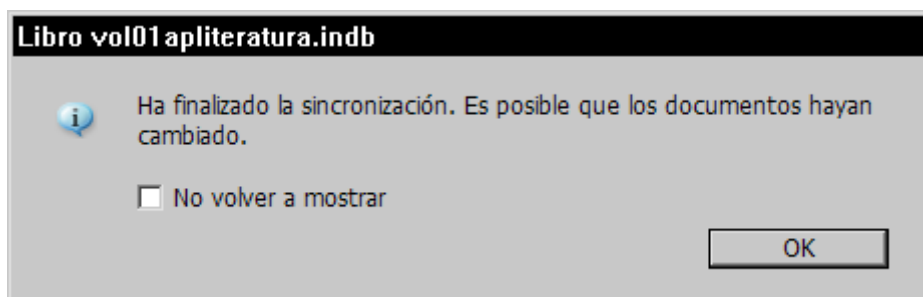 Libro vol01apliteratura.indb
Ha finalizado la sincronización. Es posible que los documentos hayan
cambiado.
No volver a mostrar
OK